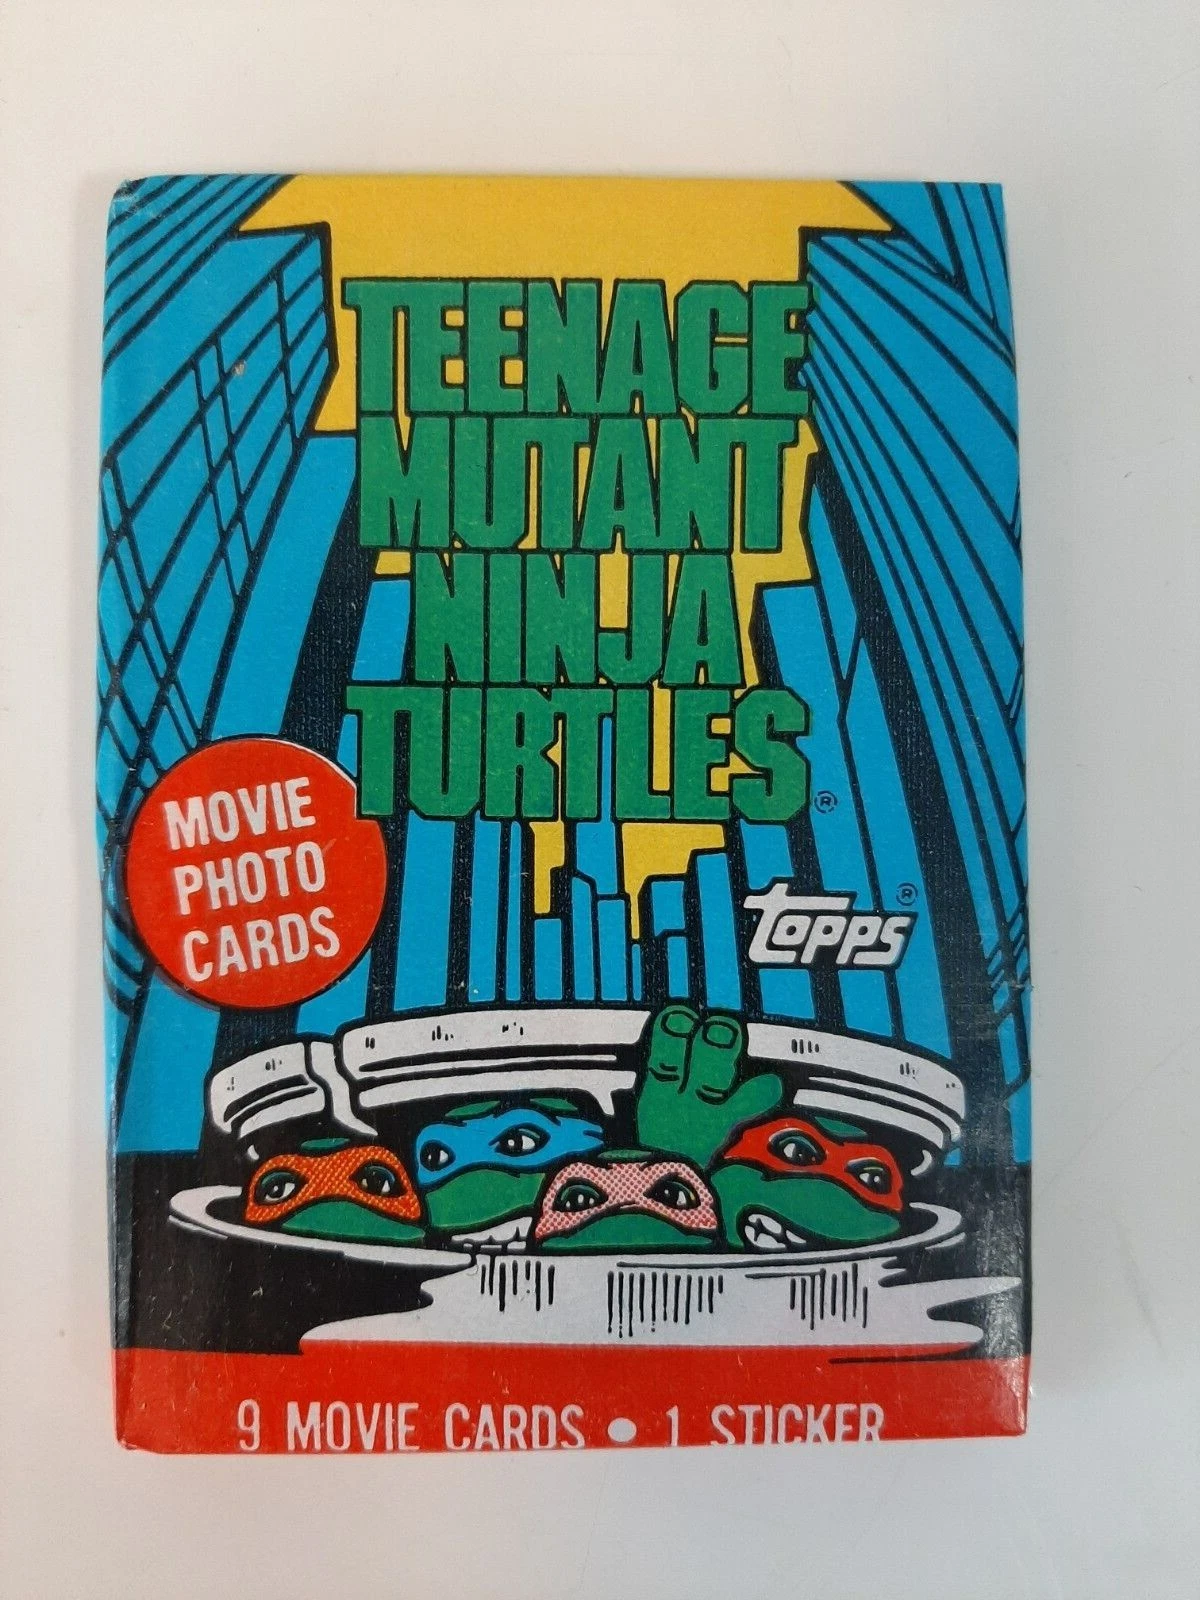 TEENAGE
MUTANT
NINJA
TURTLES®
MOVIE
PHOTO
CARDS
topps®
9 MOVIE CARDS • 1 STICKER